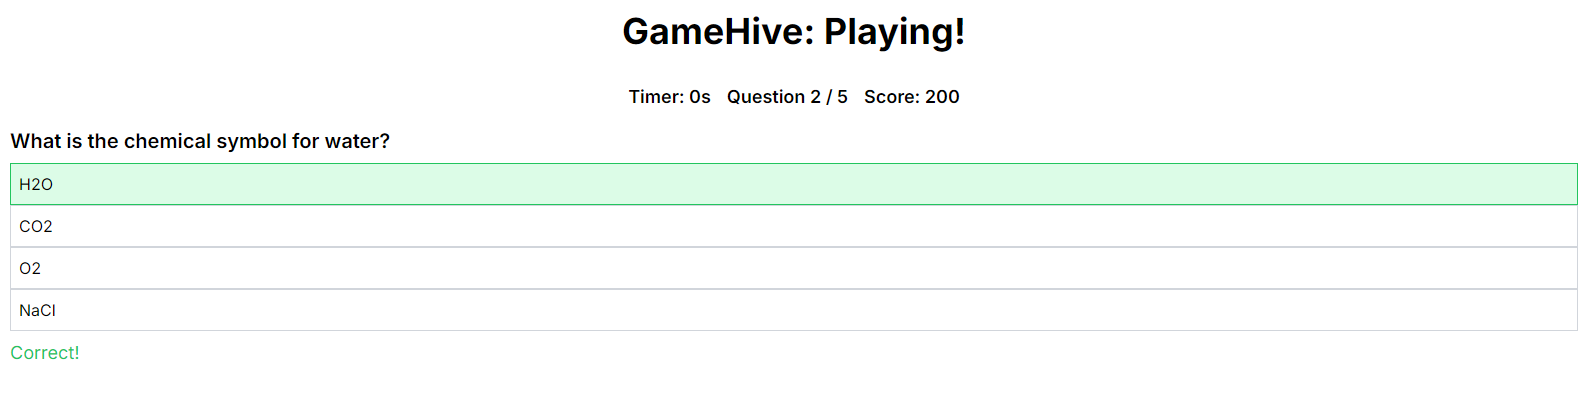 GameHive: Playing!
Timer: 0s Question 2 / 5 Score: 200
What is the chemical symbol for water?
H2O
CO2
O2
NaCl
Correct!